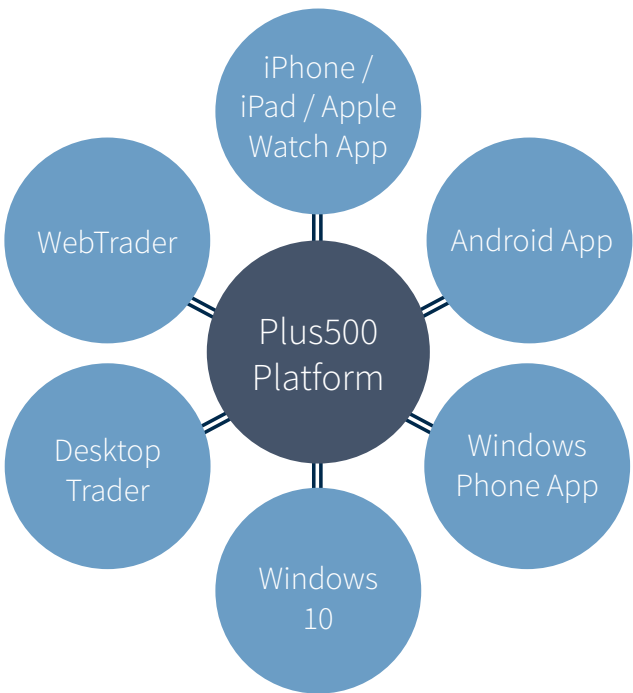 iPhone /
iPad / Apple
Watch App
WebTrader
Android App
Plus500
Platform
Desktop
Trader
Windows
Phone App
Windows
10